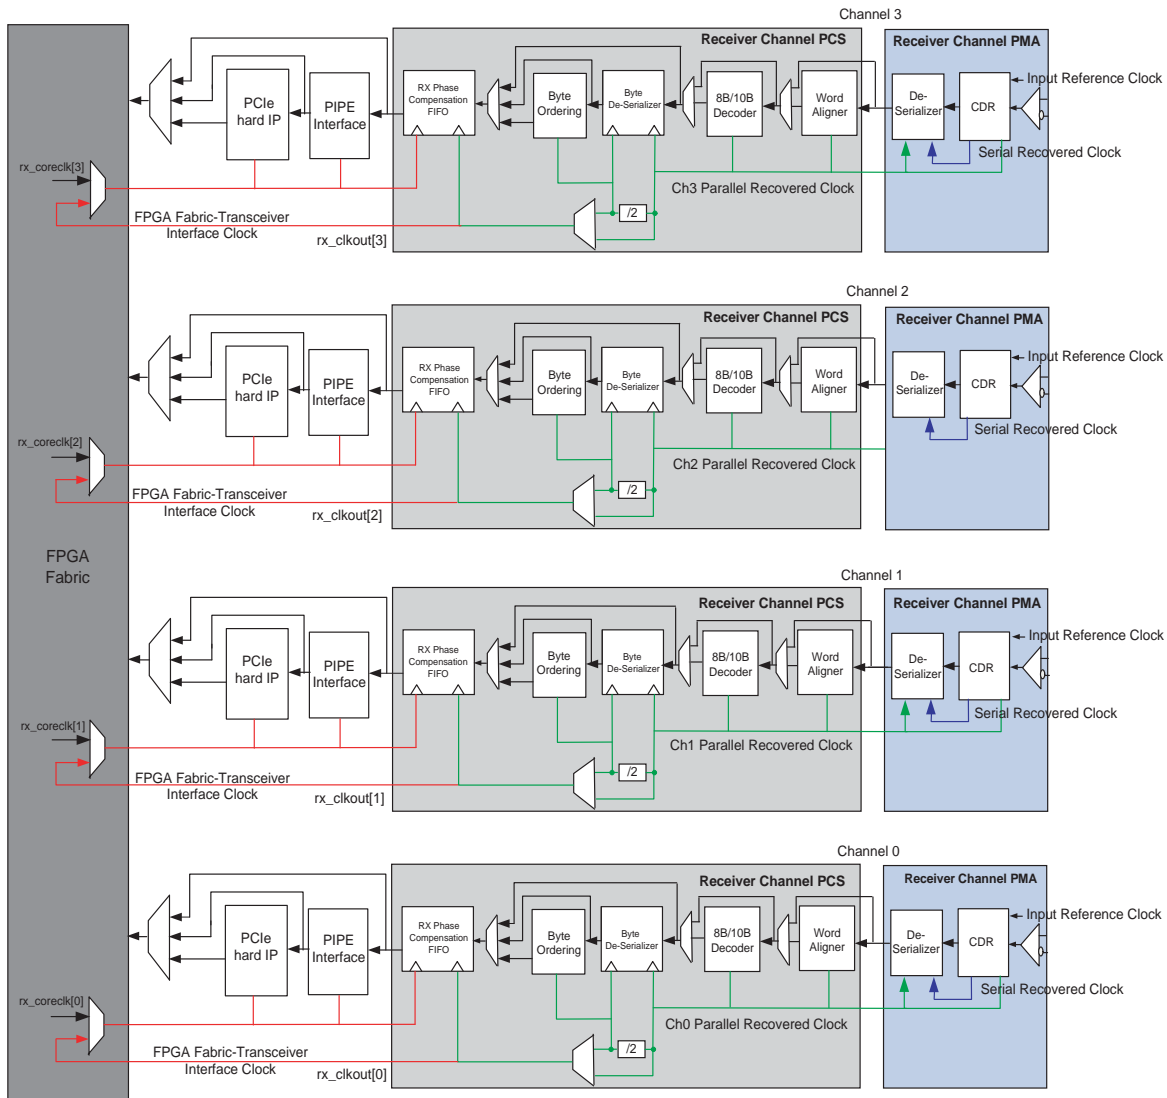 Channel 3
Receiver Channel PCS
Receiver Channel PMA
RX Phase
Compensation
FIFO
Byte
Ordering
Byte
De-Serializer
8B/10B
Decoder
Word
Aligner
De-
Serializer
CDR
Input Reference Clock
PCIe
hard IP
PIPE
Interface
Serial Recovered Clock
rx_coreclk[3]
Ch3 Parallel Recovered Clock
/2
FPGA Fabric-Transceiver
Interface Clock
rx_clkout[3]
Channel 2
Receiver Channel PCS
Receiver Channel PMA
RX Phase
Compensation
FIFO
Byte
Ordering
Byte
De-Serializer
8B/10B
Decoder
Word
Aligner
De-
Serializer
CDR
Input Reference Clock
PCIe
hard IP
PIPE
Interface
Serial Recovered Clock
rx_coreclk[2]
Ch2 Parallel Recovered Clock
/2
FPGA Fabric-Transceiver
Interface Clock
rx_clkout[2]
FPGA
Fabric
Channel 1
Receiver Channel PCS
Receiver Channel PMA
RX Phase
Compensation
FIFO
Byte
Ordering
Byte
De-Serializer
8B/10B
Decoder
Word
Aligner
De-
Serializer
CDR
Input Reference Clock
PCIe
hard IP
PIPE
Interface
Serial Recovered Clock
rx_coreclk[1]
Ch1 Parallel Recovered Clock
/2
FPGA Fabric-Transceiver
Interface Clock
rx_clkout[1]
Channel 0
Receiver Channel PCS
Receiver Channel PMA
RX Phase
Compensation
FIFO
Byte
Ordering
Byte
De-Serializer
8B/10B
Decoder
Word
Aligner
De-
Serializer
CDR
Input Reference Clock
PCIe
hard IP
PIPE
Interface
Serial Recovered Clock
rx_coreclk[0]
Ch0 Parallel Recovered Clock
/2
FPGA Fabric-Transceiver
Interface Clock
rx_clkout[0]